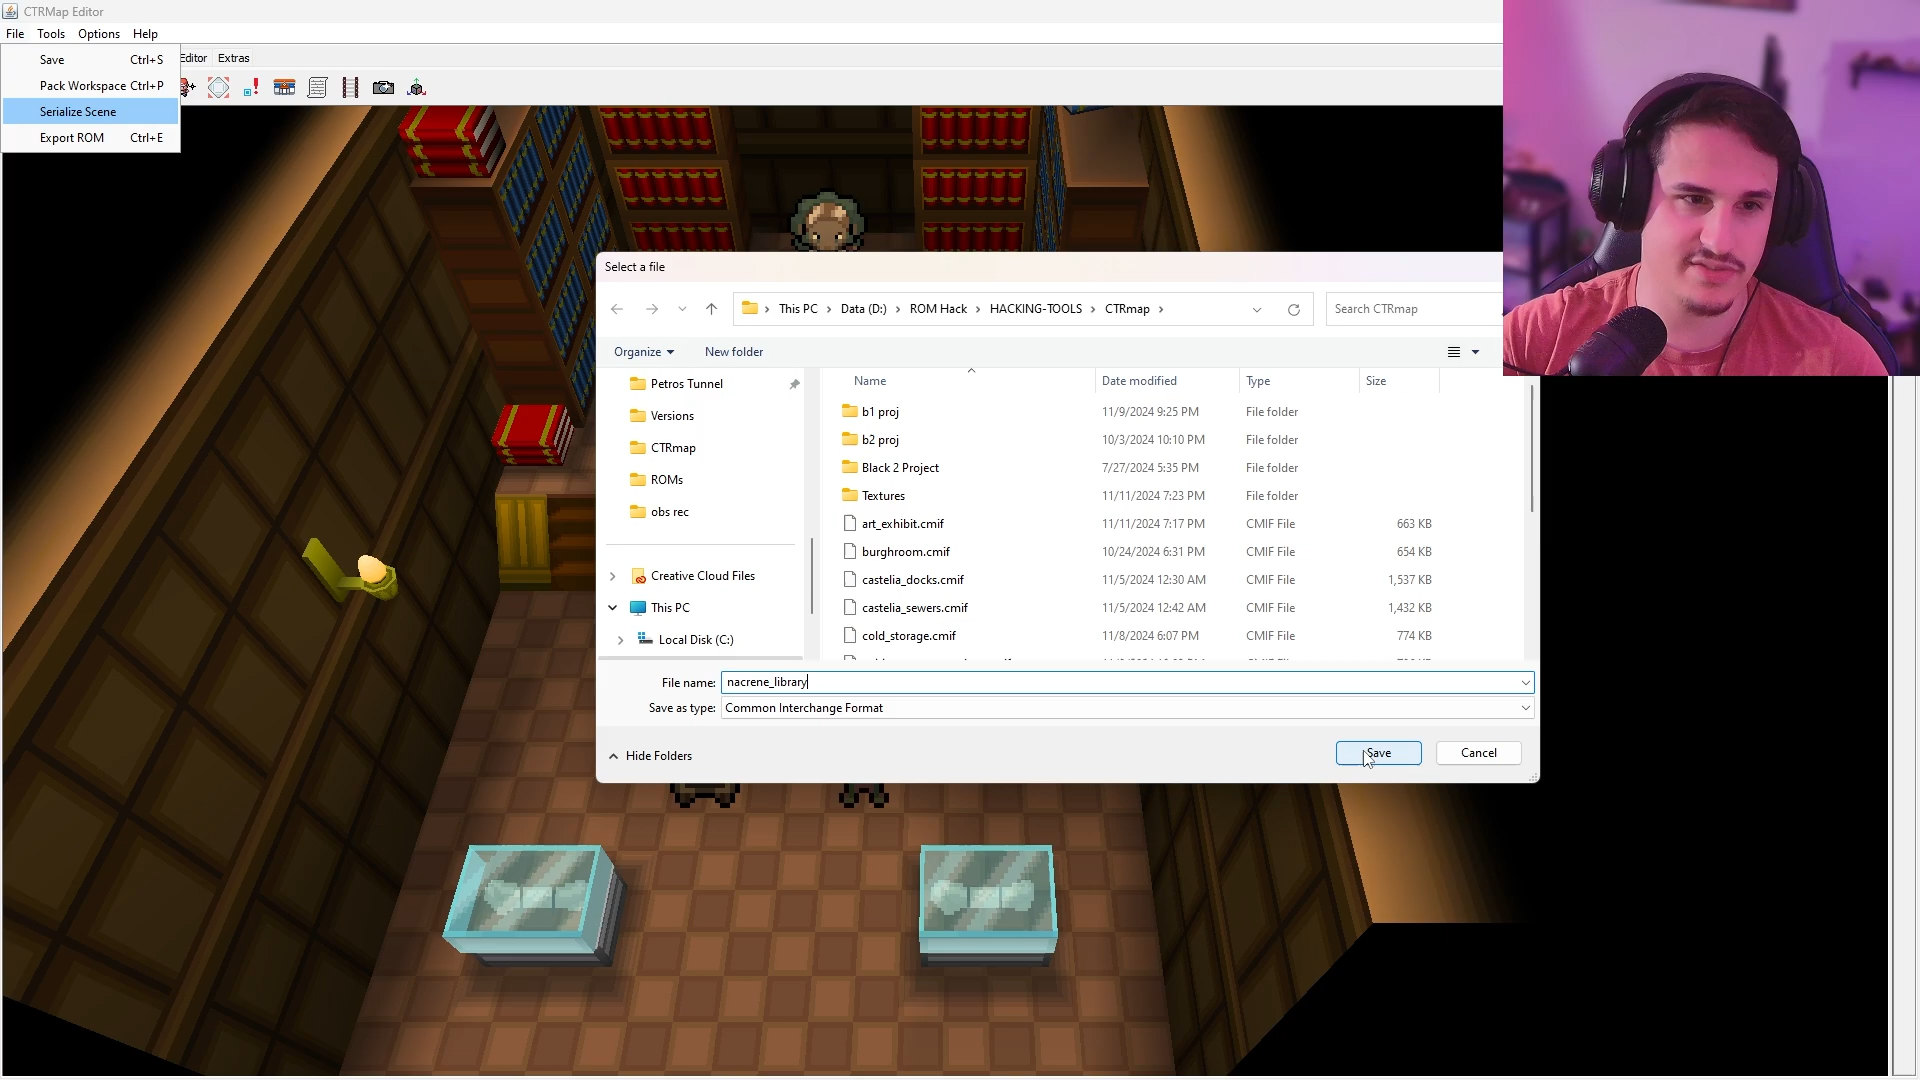 CTRMap Editor
File Tools Options Help
Save Ctrl+S
Editor Extras
Pack Workspace Ctrl+P
Serialize Scene
Export ROM Ctrl+E
Select a file
This PC Data (D:) ROM Hack HACKING-TOOLS CTRmap
Search CTRmap
Organize New folder
Name Date modified Type Size
Petros Tunnel
Versions
CTRmap
ROMs
obs rec
Creative Cloud Files
This PC
Local Disk (C:)
b1 proj 11/9/2024 9:25 PM File folder
b2 proj 10/3/2024 10:10 PM File folder
Black 2 Project 7/27/2024 5:35 PM File folder
Textures 11/11/2024 7:23 PM File folder
art_exhibit.cmif 11/11/2024 7:17 PM CMIF File 663 KB
burghroom.cmif 10/24/2024 6:31 PM CMIF File 654 KB
castelia_docks.cmif 11/5/2024 12:30 AM CMIF File 1,537 KB
castelia_sewers.cmif 11/5/2024 12:42 AM CMIF File 1,432 KB
cold_storage.cmif 11/8/2024 6:07 PM CMIF File 774 KB
File name: nacrene_library
Save as type: Common Interchange Format
Hide Folders
Save Cancel